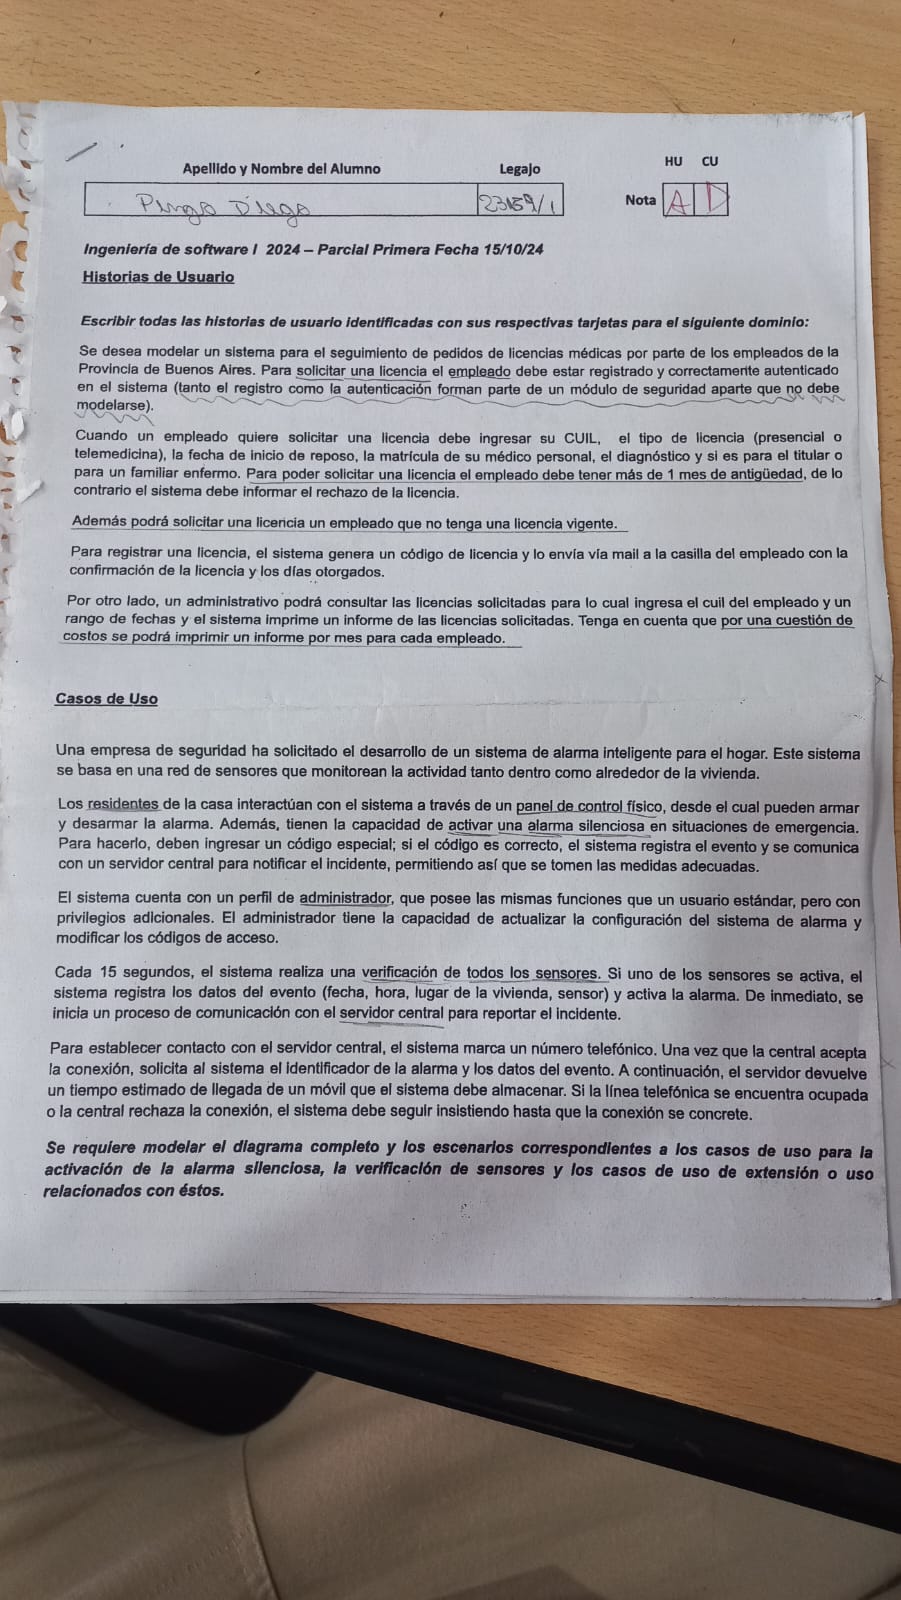 HU CU
Apellido y Nombre del Alumno Legajo
Pingo Diego 23159/1 Nota A D
Ingeniería de software I 2024 – Parcial Primera Fecha 15/10/24
Historias de Usuario
Escribir todas las historias de usuario identificadas con sus respectivas tarjetas para el siguiente dominio:
Se desea modelar un sistema para el seguimiento de pedidos de licencias médicas por parte de los empleados de la
Provincia de Buenos Aires. Para solicitar una licencia el empleado debe estar registrado y correctamente autenticado
en el sistema (tanto el registro como la autenticación forman parte de un módulo de seguridad aparte que no debe
modelarse).
Cuando un empleado quiere solicitar una licencia debe ingresar su CUIL, el tipo de licencia (presencial o
telemedicina), la fecha de inicio de reposo, la matrícula de su médico personal, el diagnóstico y si es para el titular o
para un familiar enfermo. Para poder solicitar una licencia el empleado debe tener más de 1 mes de antigüedad, de lo
contrario el sistema debe informar el rechazo de la licencia.
Además podrá solicitar una licencia un empleado que no tenga una licencia vigente.
Para registrar una licencia, el sistema genera un código de licencia y lo envía vía mail a la casilla del empleado con la
confirmación de la licencia y los días otorgados.
Por otro lado, un administrativo podrá consultar las licencias solicitadas para lo cual ingresa el cuil del empleado y un
rango de fechas y el sistema imprime un informe de las licencias solicitadas. Tenga en cuenta que por una cuestión de
costos se podrá imprimir un informe por mes para cada empleado.
Casos de Uso
Una empresa de seguridad ha solicitado el desarrollo de un sistema de alarma inteligente para el hogar. Este sistema
se basa en una red de sensores que monitorean la actividad tanto dentro como alrededor de la vivienda.
Los residentes de la casa interactúan con el sistema a través de un panel de control físico, desde el cual pueden armar
y desarmar la alarma. Además, tienen la capacidad de activar una alarma silenciosa en situaciones de emergencia.
Para hacerlo, deben ingresar un código especial; si el código es correcto, el sistema registra el evento y se comunica
con un servidor central para notificar el incidente, permitiendo así que se tomen las medidas adecuadas.
El sistema cuenta con un perfil de administrador, que posee las mismas funciones que un usuario estándar, pero con
privilegios adicionales. El administrador tiene la capacidad de actualizar la configuración del sistema de alarma y
modificar los códigos de acceso.
Cada 15 segundos, el sistema realiza una verificación de todos los sensores. Si uno de los sensores se activa, el
sistema registra los datos del evento (fecha, hora, lugar de la vivienda, sensor) y activa la alarma. De inmediato, se
inicia un proceso de comunicación con el servidor central para reportar el incidente.
Para establecer contacto con el servidor central, el sistema marca un número telefónico. Una vez que la central acepta
la conexión, solicita al sistema el identificador de la alarma y los datos del evento. A continuación, el servidor devuelve
un tiempo estimado de llegada de un móvil que el sistema debe almacenar. Si la línea telefónica se encuentra ocupada
o la central rechaza la conexión, el sistema debe seguir insistiendo hasta que la conexión se concrete.
Se requiere modelar el diagrama completo y los escenarios correspondientes a los casos de uso para la
activación de la alarma silenciosa, la verificación de sensores y los casos de uso de extensión o uso
relacionados con éstos.